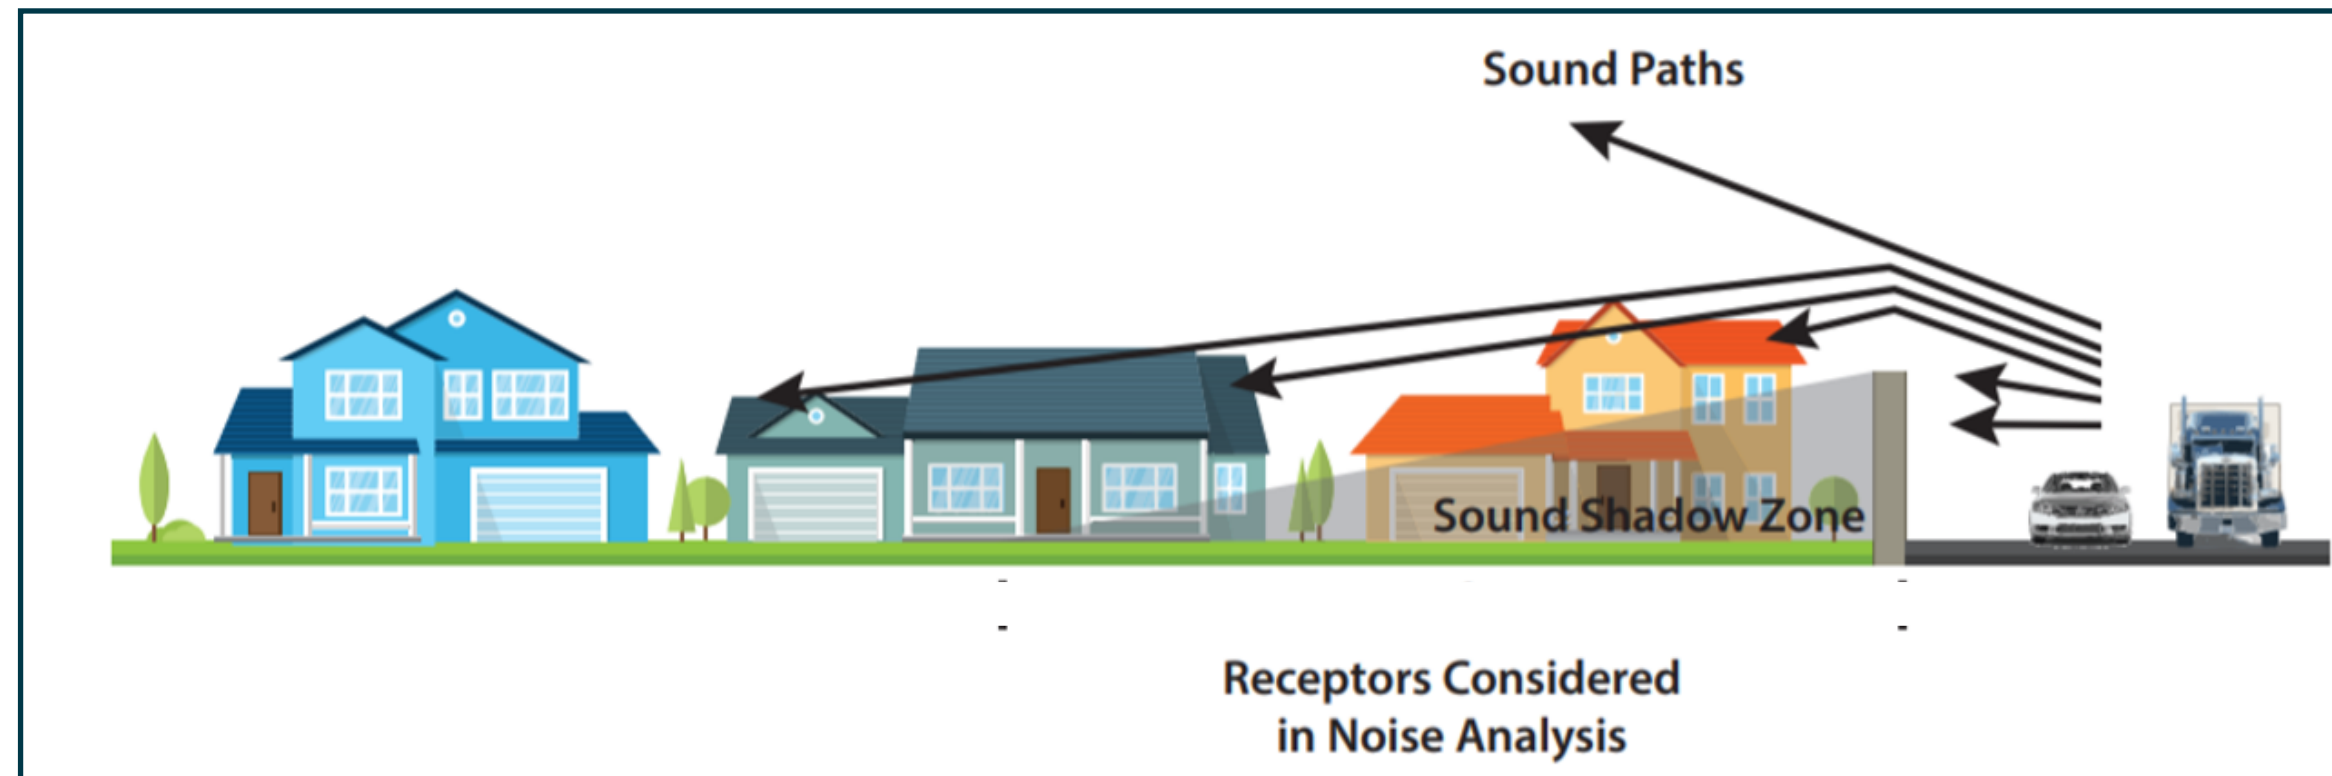 Sound Paths
Sound Shadow Zone
Receptors Considered
in Noise Analysis